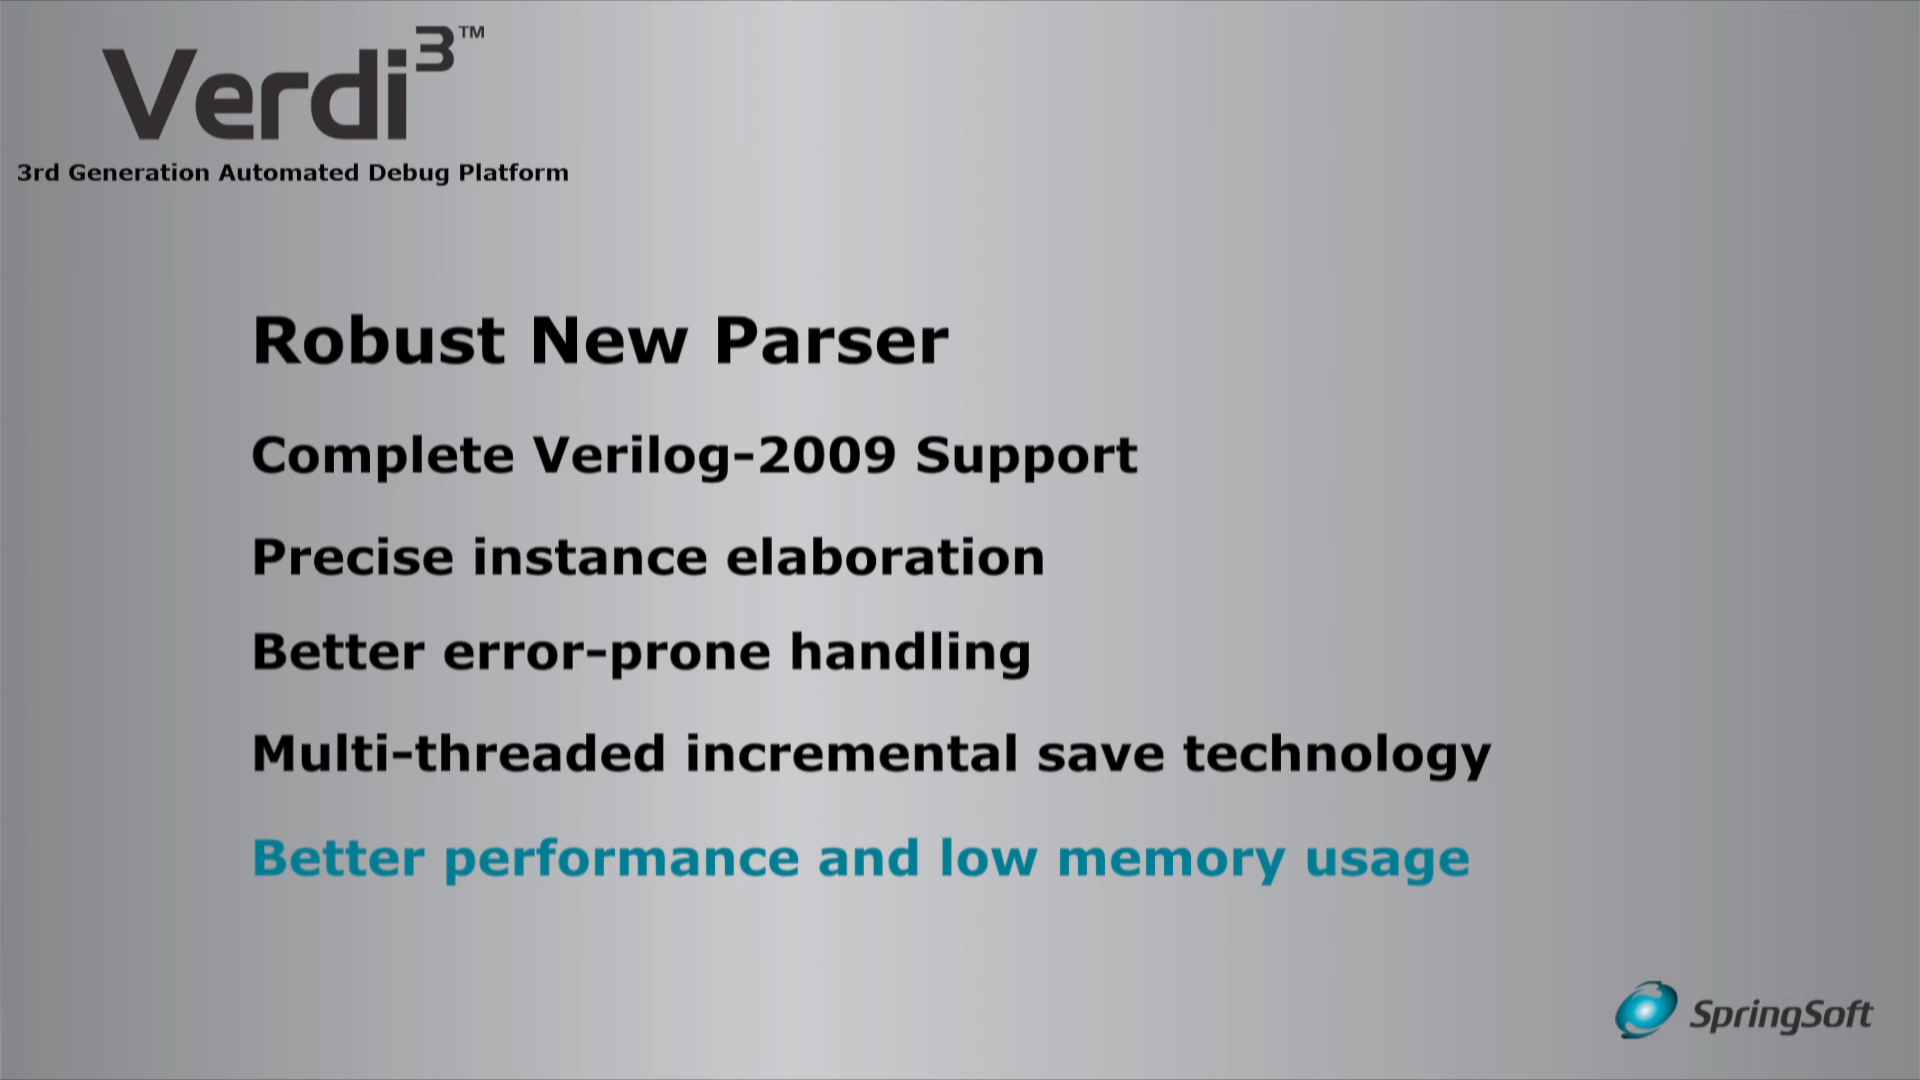 Verdi³™
3rd Generation Automated Debug Platform
Robust New Parser
Complete Verilog-2009 Support
Precise instance elaboration
Better error-prone handling
Multi-threaded incremental save technology
Better performance and low memory usage
SpringSoft